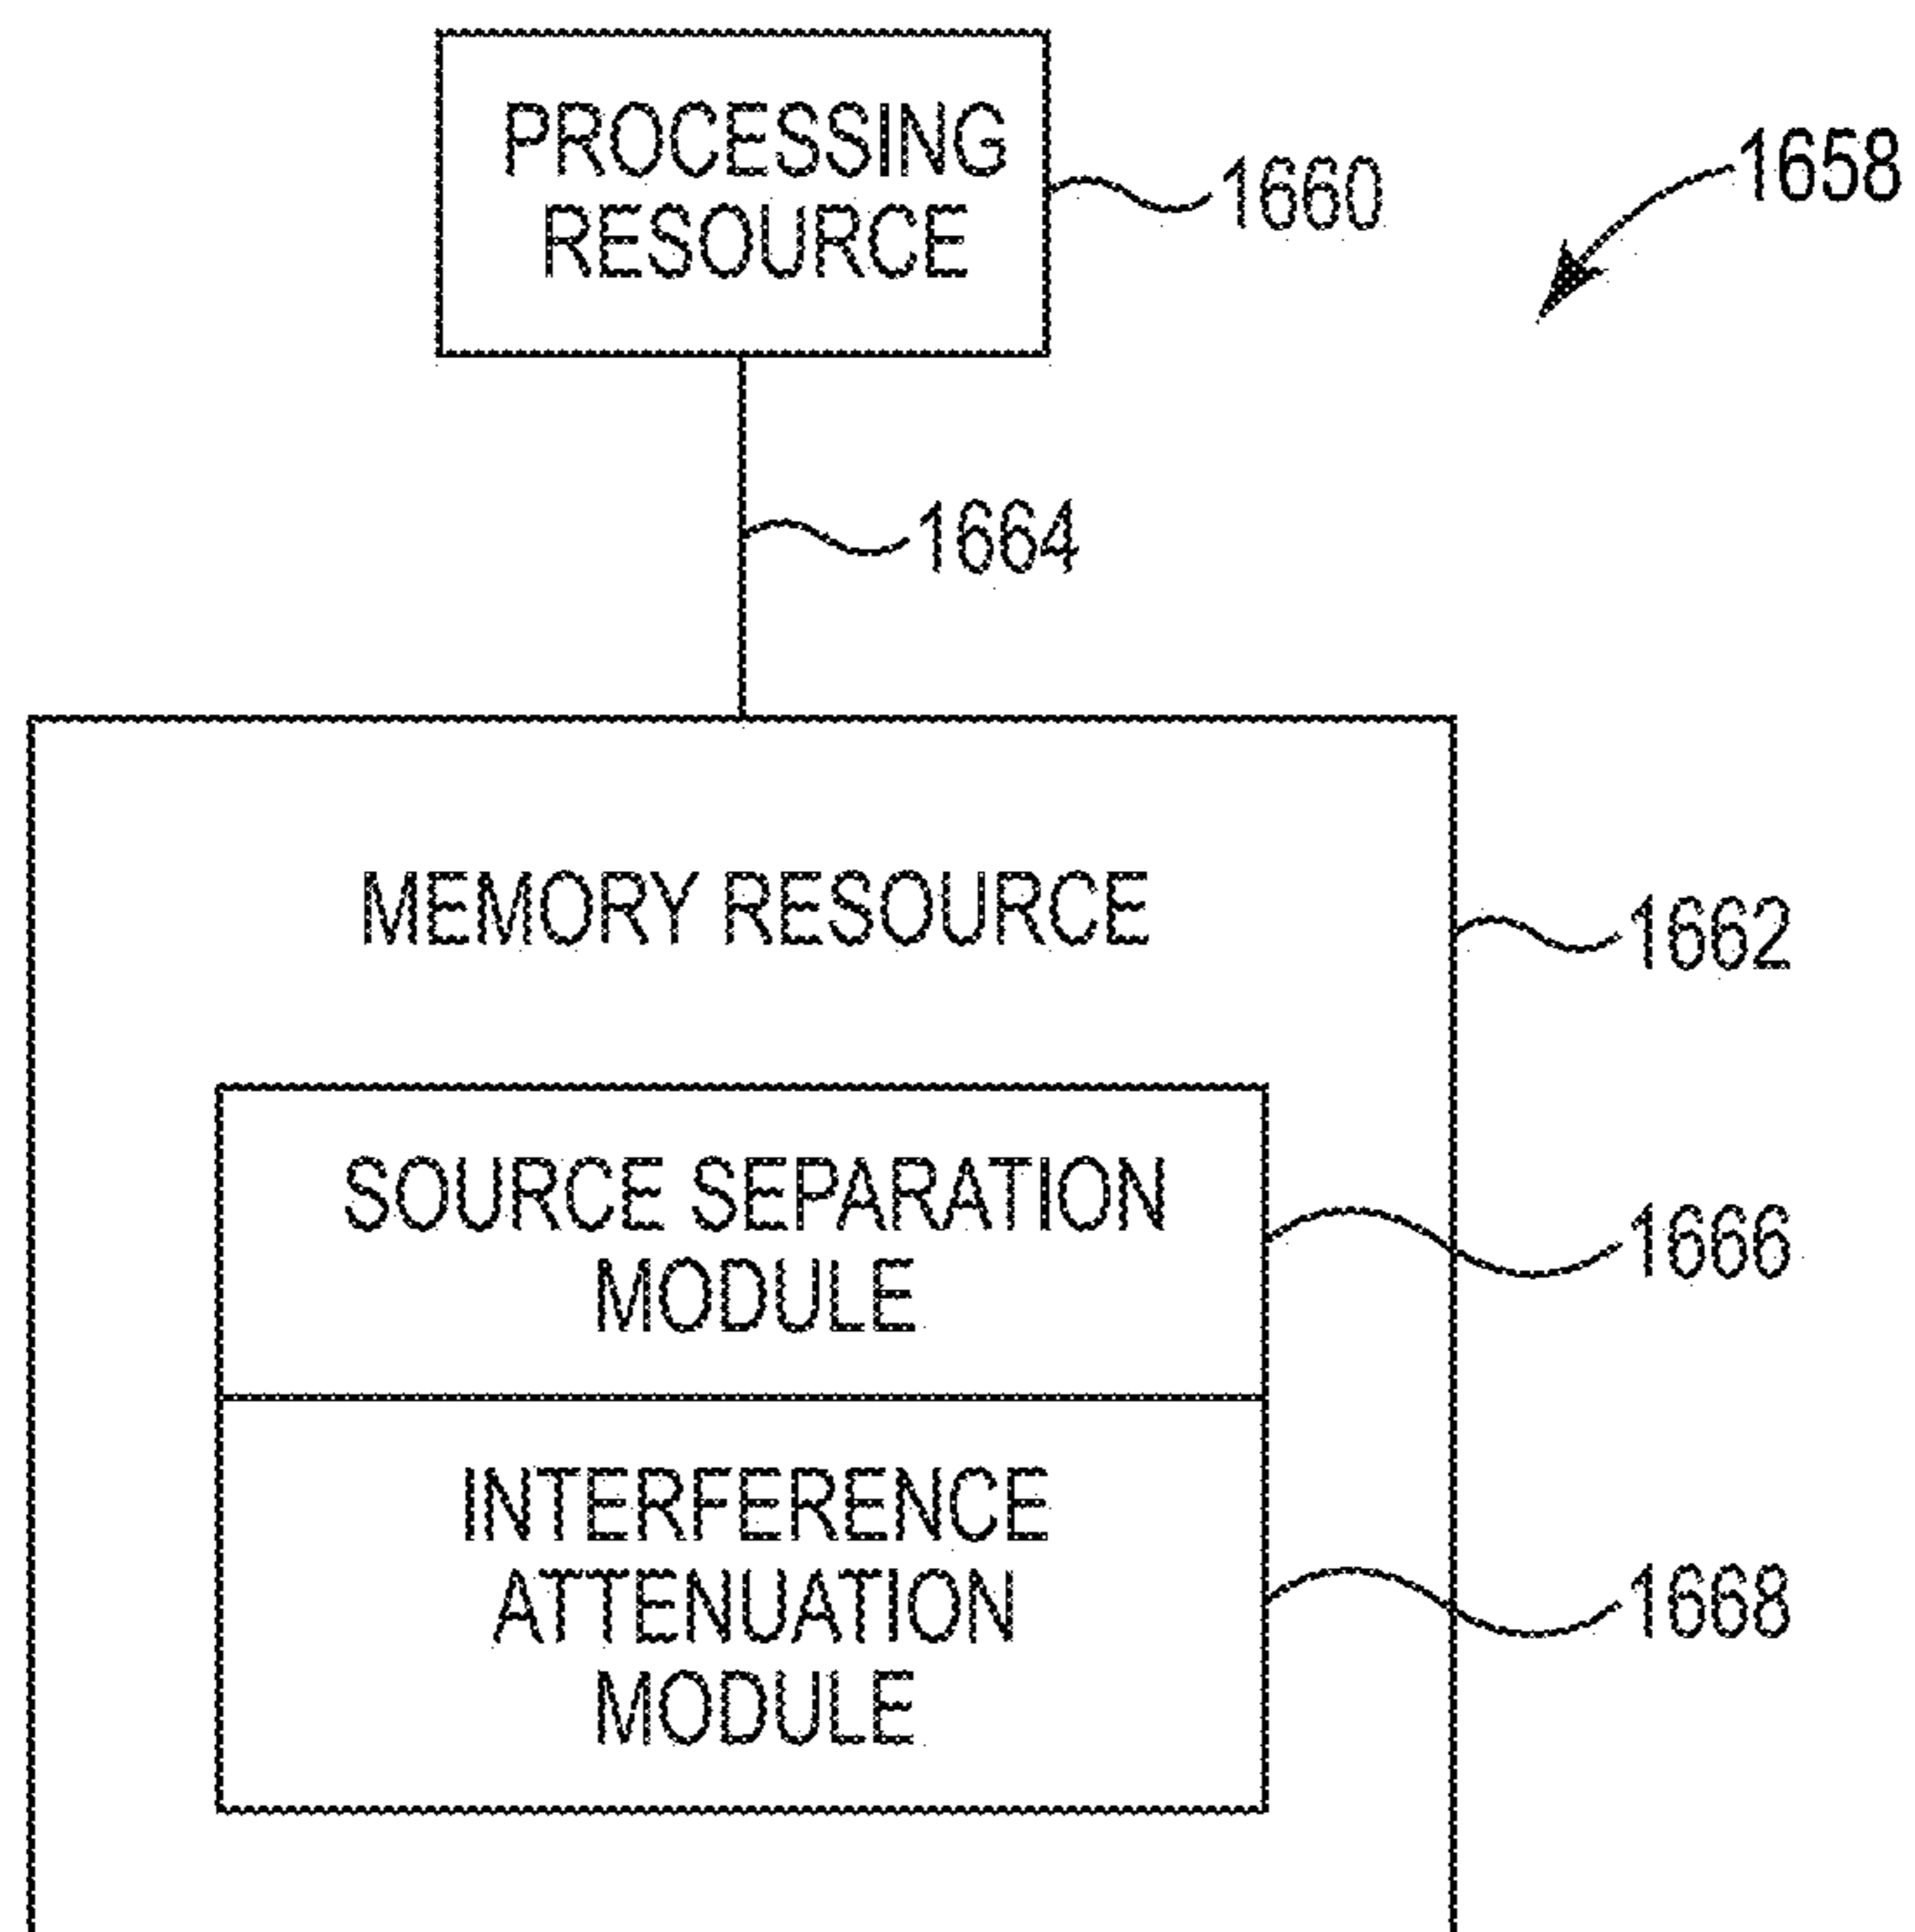 PROCESSING
RESOURCE
1660
1658
1664
MEMORY RESOURCE
1662
SOURCE SEPARATION
MODULE
1666
INTERFERENCE
ATTENUATION
MODULE
1668